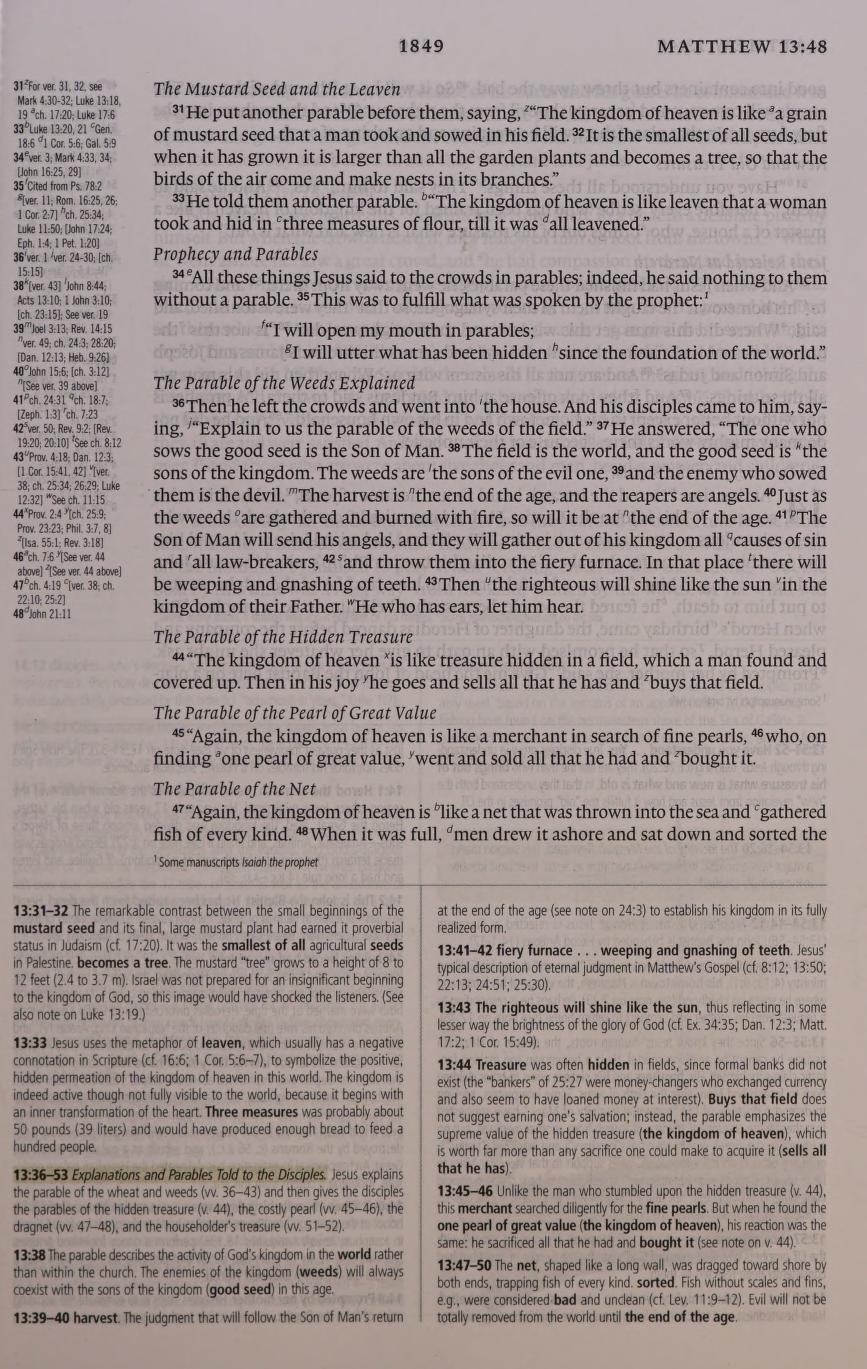 1849
MATTHEW 13:48
31 z For ver. 31, 32, see
Mark 4:30-32; Luke 13:18,
19 a ch. 17:20; Luke 17:6
33 b Luke 13:20, 21 c Gen.
18:6 d 1 Cor. 5:6; Gal. 5:9
34 e ver. 3; Mark 4:33, 34;
[John 16:25, 29]
35 f Cited from Ps. 78:2
g [ver. 11; Rom. 16:25, 26;
1 Cor. 2:7] h ch. 25:34;
Luke 11:50; [John 17:24;
Eph. 1:4; 1 Pet. 1:20]
36 i ver. 1 j ver. 24-30; [ch.
15:15]
38 k [ver. 43] l John 8:44;
Acts 13:10; 1 John 3:10;
[ch. 23:15]; See ver. 19
39 m Joel 3:13; Rev. 14:15
n ver. 49; ch. 24:3; 28:20;
[Dan. 12:13; Heb. 9:26]
40 o John 15:6; [ch. 3:12]
n [See ver. 39 above]
41 p ch. 24:31 q ch. 18:7;
[Zeph. 1:3] r ch. 7:23
42 s ver. 50; Rev. 9:2; [Rev.
19:20; 20:10] t See ch. 8:12
43 u Prov. 4:18; Dan. 12:3;
[1 Cor. 15:41, 42] v [ver.
38; ch. 25:34; 26:29; Luke
12:32] w See ch. 11:15
44 x Prov. 2:4 y [ch. 25:9;
Prov. 23:23; Phil. 3:7, 8]
z [Isa. 55:1; Rev. 3:18]
46 a ch. 7:6 y [See ver. 44
above] z [See ver. 44 above]
47 b ch. 4:19 c [ver. 38; ch.
22:10; 25:2]
48 d John 21:11
The Mustard Seed and the Leaven
31 He put another parable before them, saying, z “The kingdom of heaven is like a a grain
of mustard seed that a man took and sowed in his field. 32 It is the smallest of all seeds, but
when it has grown it is larger than all the garden plants and becomes a tree, so that the
birds of the air come and make nests in its branches.”
33 He told them another parable. b “The kingdom of heaven is like leaven that a woman
took and hid in c three measures of flour, till it was d all leavened.”
Prophecy and Parables
34 e All these things Jesus said to the crowds in parables; indeed, he said nothing to them
without a parable. 35 This was to fulfill what was spoken by the prophet: 1
f “I will open my mouth in parables;
g I will utter what has been hidden h since the foundation of the world.”
The Parable of the Weeds Explained
36 Then he left the crowds and went into i the house. And his disciples came to him, say-
ing, j “Explain to us the parable of the weeds of the field.” 37 He answered, “The one who
sows the good seed is the Son of Man. 38 The field is the world, and the good seed is k the
sons of the kingdom. The weeds are l the sons of the evil one, 39 and the enemy who sowed
them is the devil. m The harvest is n the end of the age, and the reapers are angels. 40 Just as
the weeds o are gathered and burned with fire, so will it be at n the end of the age. 41 p The
Son of Man will send his angels, and they will gather out of his kingdom all q causes of sin
and r all law-breakers, 42 s and throw them into the fiery furnace. In that place t there will
be weeping and gnashing of teeth. 43 Then u the righteous will shine like the sun v in the
kingdom of their Father. w He who has ears, let him hear.
The Parable of the Hidden Treasure
44 “The kingdom of heaven x is like treasure hidden in a field, which a man found and
covered up. Then in his joy y he goes and sells all that he has and z buys that field.
The Parable of the Pearl of Great Value
45 “Again, the kingdom of heaven is like a merchant in search of fine pearls, 46 who, on
finding a one pearl of great value, y went and sold all that he had and z bought it.
The Parable of the Net
47 “Again, the kingdom of heaven is b like a net that was thrown into the sea and c gathered
fish of every kind. 48 When it was full, d men drew it ashore and sat down and sorted the
1 Some manuscripts Isaiah the prophet
13:31–32 The remarkable contrast between the small beginnings of the
mustard seed and its final, large mustard plant had earned it proverbial
status in Judaism (cf. 17:20). It was the smallest of all agricultural seeds
in Palestine. becomes a tree. The mustard “tree” grows to a height of 8 to
12 feet (2.4 to 3.7 m). Israel was not prepared for an insignificant beginning
to the kingdom of God, so this image would have shocked the listeners. (See
also note on Luke 13:19.)
13:33 Jesus uses the metaphor of leaven, which usually has a negative
connotation in Scripture (cf. 16:6; 1 Cor. 5:6–7), to symbolize the positive,
hidden permeation of the kingdom of heaven in this world. The kingdom is
indeed active though not fully visible to the world, because it begins with
an inner transformation of the heart. Three measures was probably about
50 pounds (39 liters) and would have produced enough bread to feed a
hundred people.
13:36–53 Explanations and Parables Told to the Disciples. Jesus explains
the parable of the wheat and weeds (vv. 36–43) and then gives the disciples
the parables of the hidden treasure (v. 44), the costly pearl (vv. 45–46), the
dragnet (vv. 47–48), and the householder's treasure (vv. 51–52).
13:38 The parable describes the activity of God's kingdom in the world rather
than within the church. The enemies of the kingdom (weeds) will always
coexist with the sons of the kingdom (good seed) in this age.
13:39–40 harvest. The judgment that will follow the Son of Man's return
at the end of the age (see note on 24:3) to establish his kingdom in its fully
realized form.
13:41–42 fiery furnace . . . weeping and gnashing of teeth. Jesus'
typical description of eternal judgment in Matthew's Gospel (cf. 8:12; 13:50;
22:13; 24:51; 25:30).
13:43 The righteous will shine like the sun, thus reflecting in some
lesser way the brightness of the glory of God (cf. Ex. 34:35; Dan. 12:3; Matt.
17:2; 1 Cor. 15:49).
13:44 Treasure was often hidden in fields, since formal banks did not
exist (the “bankers” of 25:27 were money-changers who exchanged currency
and also seem to have loaned money at interest). Buys that field does
not suggest earning one's salvation; instead, the parable emphasizes the
supreme value of the hidden treasure (the kingdom of heaven), which
is worth far more than any sacrifice one could make to acquire it (sells all
that he has).
13:45–46 Unlike the man who stumbled upon the hidden treasure (v. 44),
this merchant searched diligently for the fine pearls. But when he found the
one pearl of great value (the kingdom of heaven), his reaction was the
same: he sacrificed all that he had and bought it (see note on v. 44).
13:47–50 The net, shaped like a long wall, was dragged toward shore by
both ends, trapping fish of every kind. sorted. Fish without scales and fins,
e.g., were considered bad and unclean (cf. Lev. 11:9–12). Evil will not be
totally removed from the world until the end of the age.